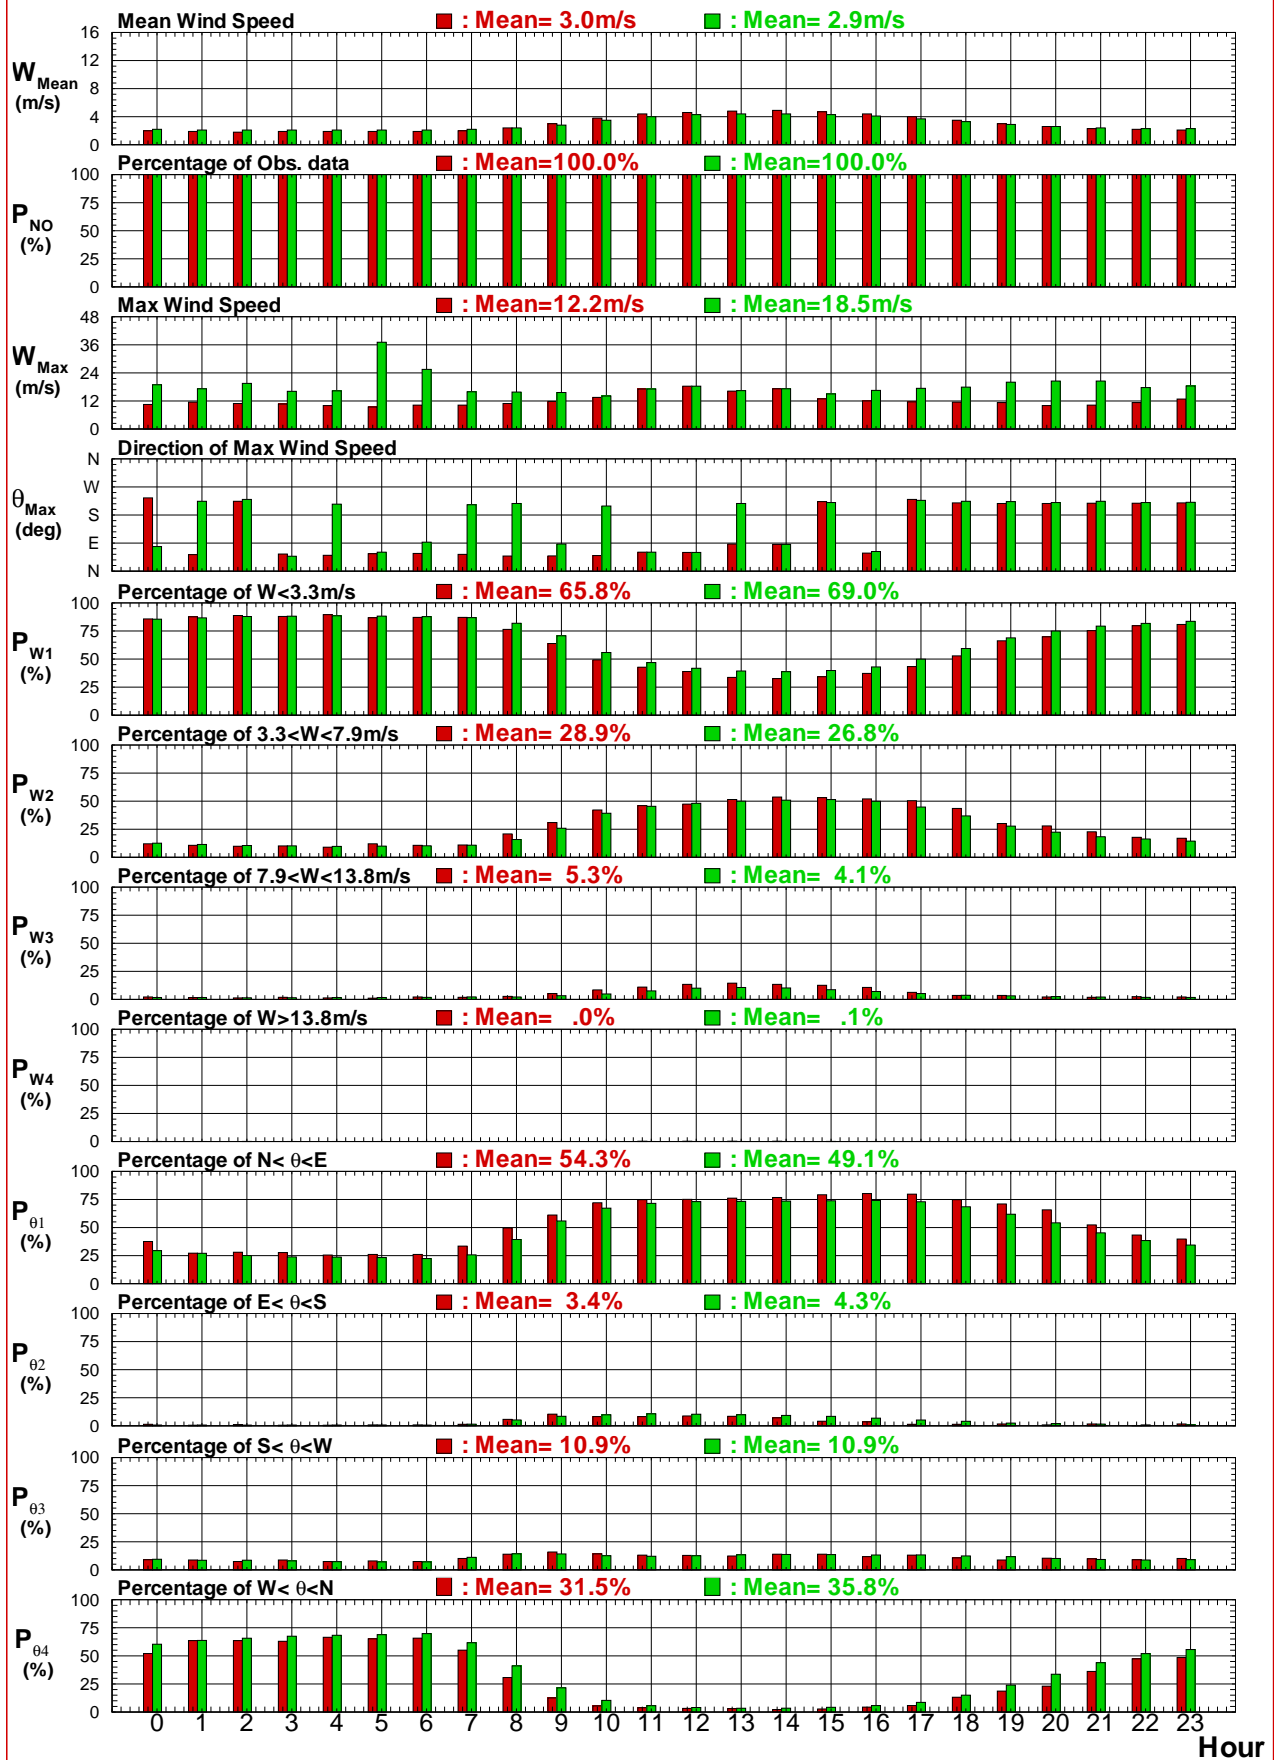 Mean Wind Speed : Mean= 3.0m/s : Mean= 2.9m/s
16
12
8
4
0
W Mean
(m/s)
Percentage of Obs. data : Mean=100.0% : Mean=100.0%
100
75
50
25
0
P NO
(%)
Max Wind Speed : Mean=12.2m/s : Mean=18.5m/s
48
36
24
12
0
W Max
(m/s)
Direction of Max Wind Speed
N
W
S
E
N
θ Max
(deg)
Percentage of W<3.3m/s : Mean= 65.8% : Mean= 69.0%
100
75
50
25
0
P W1
(%)
Percentage of 3.3<W<7.9m/s : Mean= 28.9% : Mean= 26.8%
100
75
50
25
0
P W2
(%)
Percentage of 7.9<W<13.8m/s : Mean= 5.3% : Mean= 4.1%
100
75
50
25
0
P W3
(%)
Percentage of W>13.8m/s : Mean= .0% : Mean= .1%
100
75
50
25
0
P W4
(%)
Percentage of N< θ<E : Mean= 54.3% : Mean= 49.1%
100
75
50
25
0
P θ1
(%)
Percentage of E< θ<S : Mean= 3.4% : Mean= 4.3%
100
75
50
25
0
P θ2
(%)
Percentage of S< θ<W : Mean= 10.9% : Mean= 10.9%
100
75
50
25
0
P θ3
(%)
Percentage of W< θ<N : Mean= 31.5% : Mean= 35.8%
100
75
50
25
0
P θ4
(%)
0 1 2 3 4 5 6 7 8 9 10 11 12 13 14 15 16 17 18 19 20 21 22 23
Hour